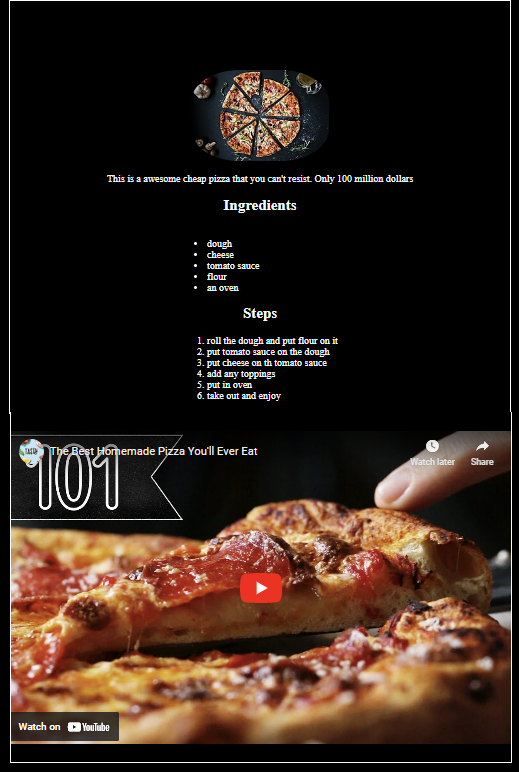 This is a awesome cheap pizza that you can't resist. Only 100 million dollars
Ingredients
dough
cheese
tomato sauce
flour
an oven
Steps
1. roll the dough and put flour on it
2. put tomato sauce on the dough
3. put cheese on th tomato sauce
4. add any toppings
5. put in oven
6. take out and enjoy
TASTY
The Best Homemade Pizza You'll Ever Eat
Watch later
Share
101
Watch on YouTube